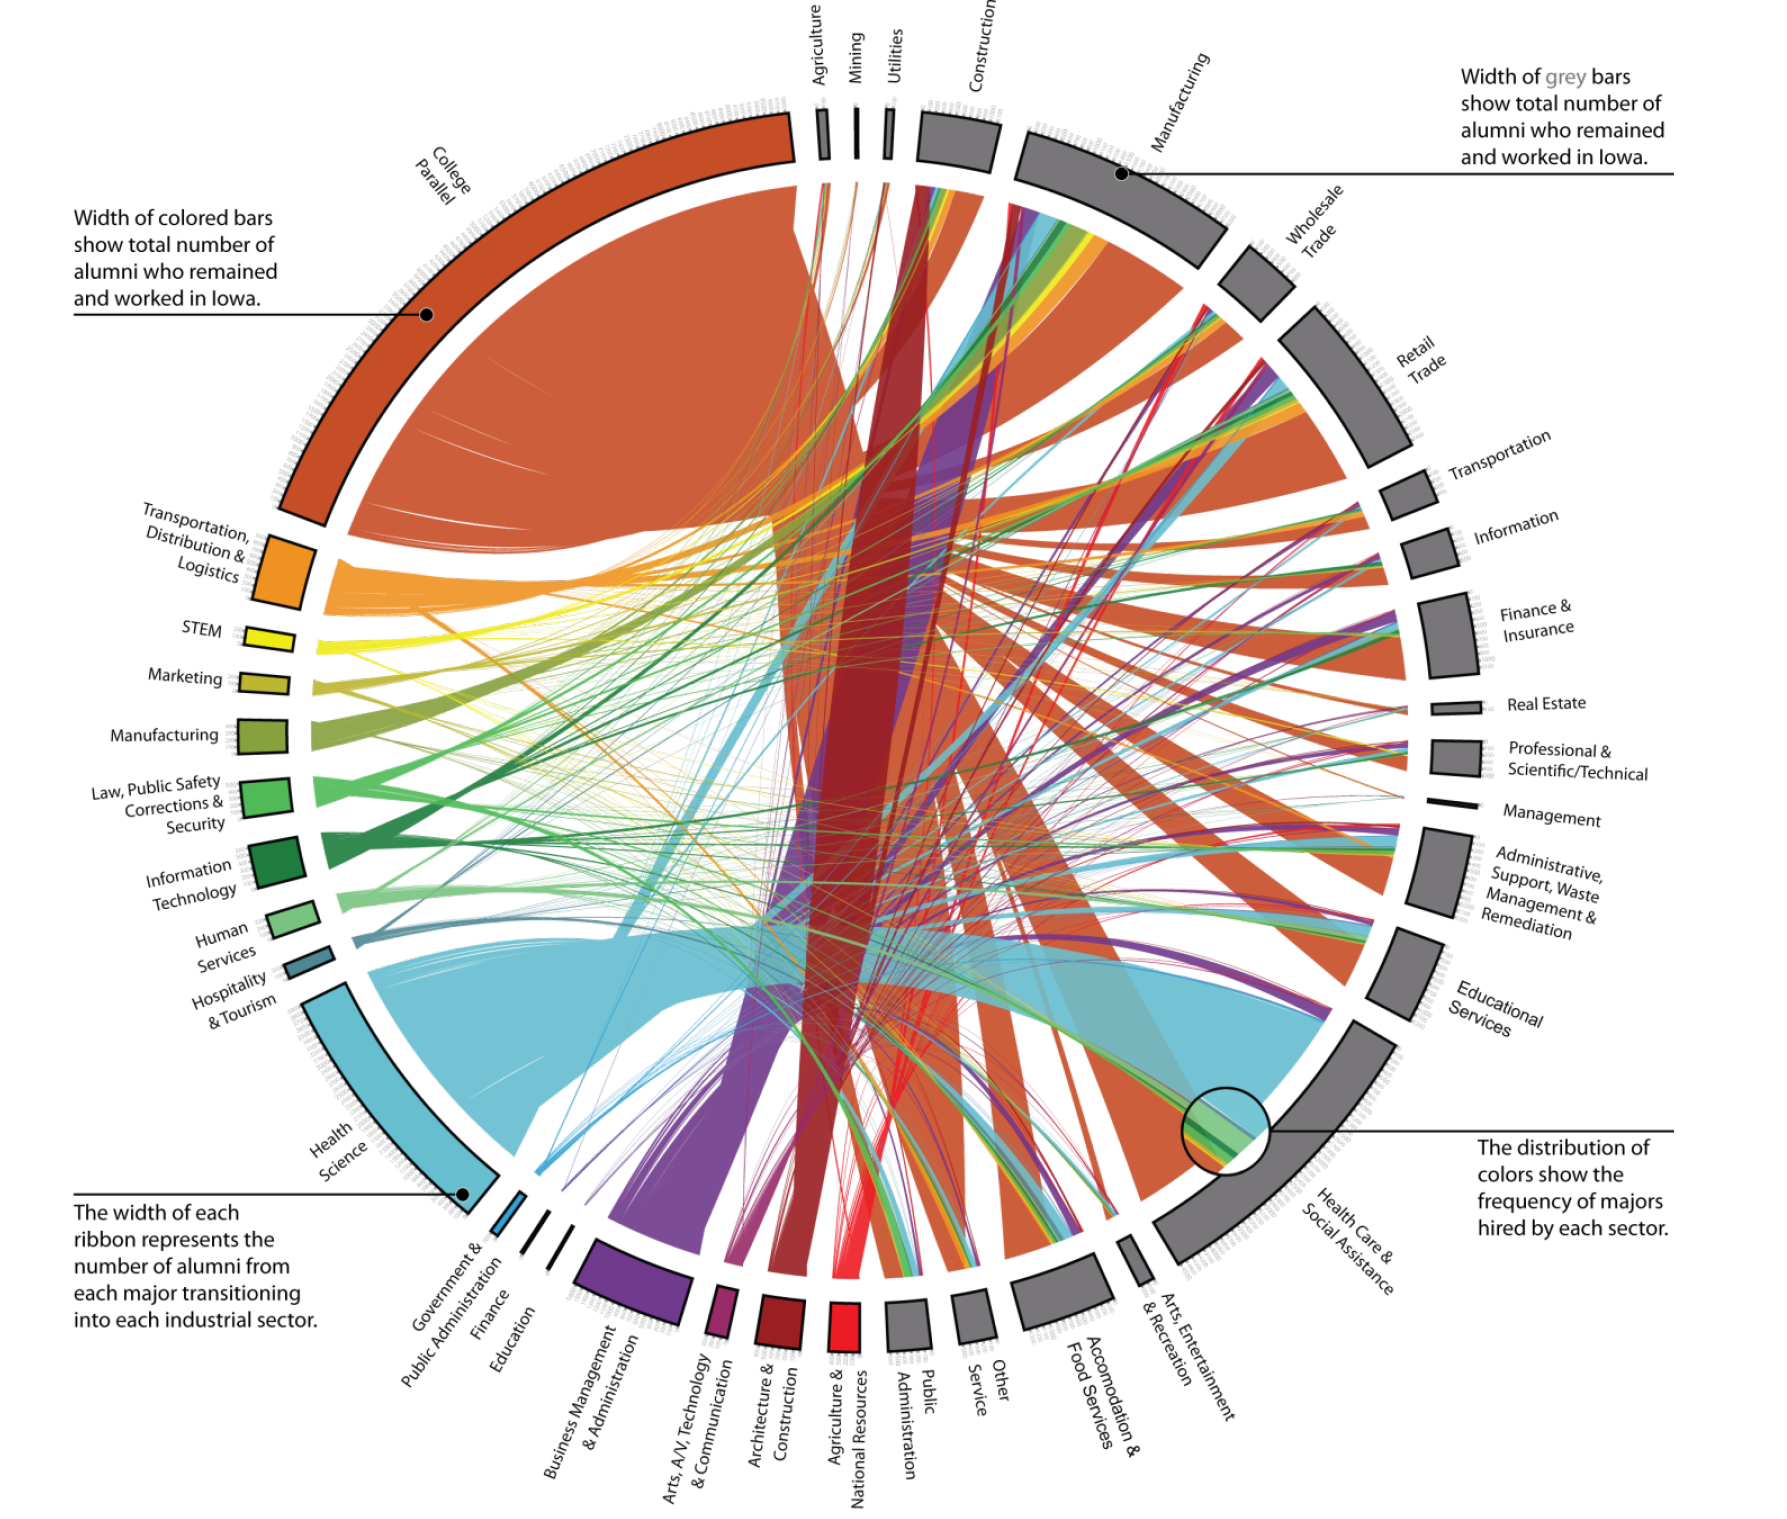 Agriculture
Mining
Utilities
Construction
Manufacturing
Wholesale
Trade
Retail
Trade
Transportation
Information
Finance &
Insurance
Real Estate
Professional &
Scientific/Technical
Management
Administrative,
Support, Waste
Management &
Remediation
Educational
Services
Health Care &
Social Assistance
Arts, Entertainment
& Recreation
Accomodation &
Food Services
Other
Service
Public
Administration
Agriculture &
National Resources
Architecture &
Construction
Arts, A/V, Technology
& Communication
Business Management
& Administration
Education
Finance
Government &
Public Administration
Health
Science
Hospitality
& Tourism
Human
Services
Information
Technology
Law, Public Safety
Corrections &
Security
Manufacturing
Marketing
STEM
Transportation,
Distribution &
Logistics
College
Parallel
Width of colored bars
show total number of
alumni who remained
and worked in Iowa.
Width of grey bars
show total number of
alumni who remained
and worked in Iowa.
The width of each
ribbon represents the
number of alumni from
each major transitioning
into each industrial sector.
The distribution of
colors show the
frequency of majors
hired by each sector.